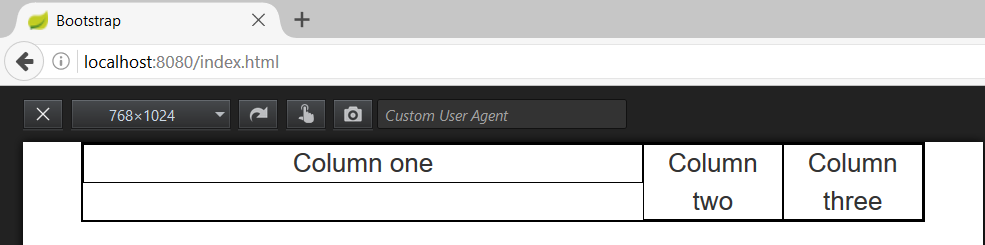 Bootstrap
localhost:8080/index.html
768×1024 Custom User Agent
Column one Column Column
two three